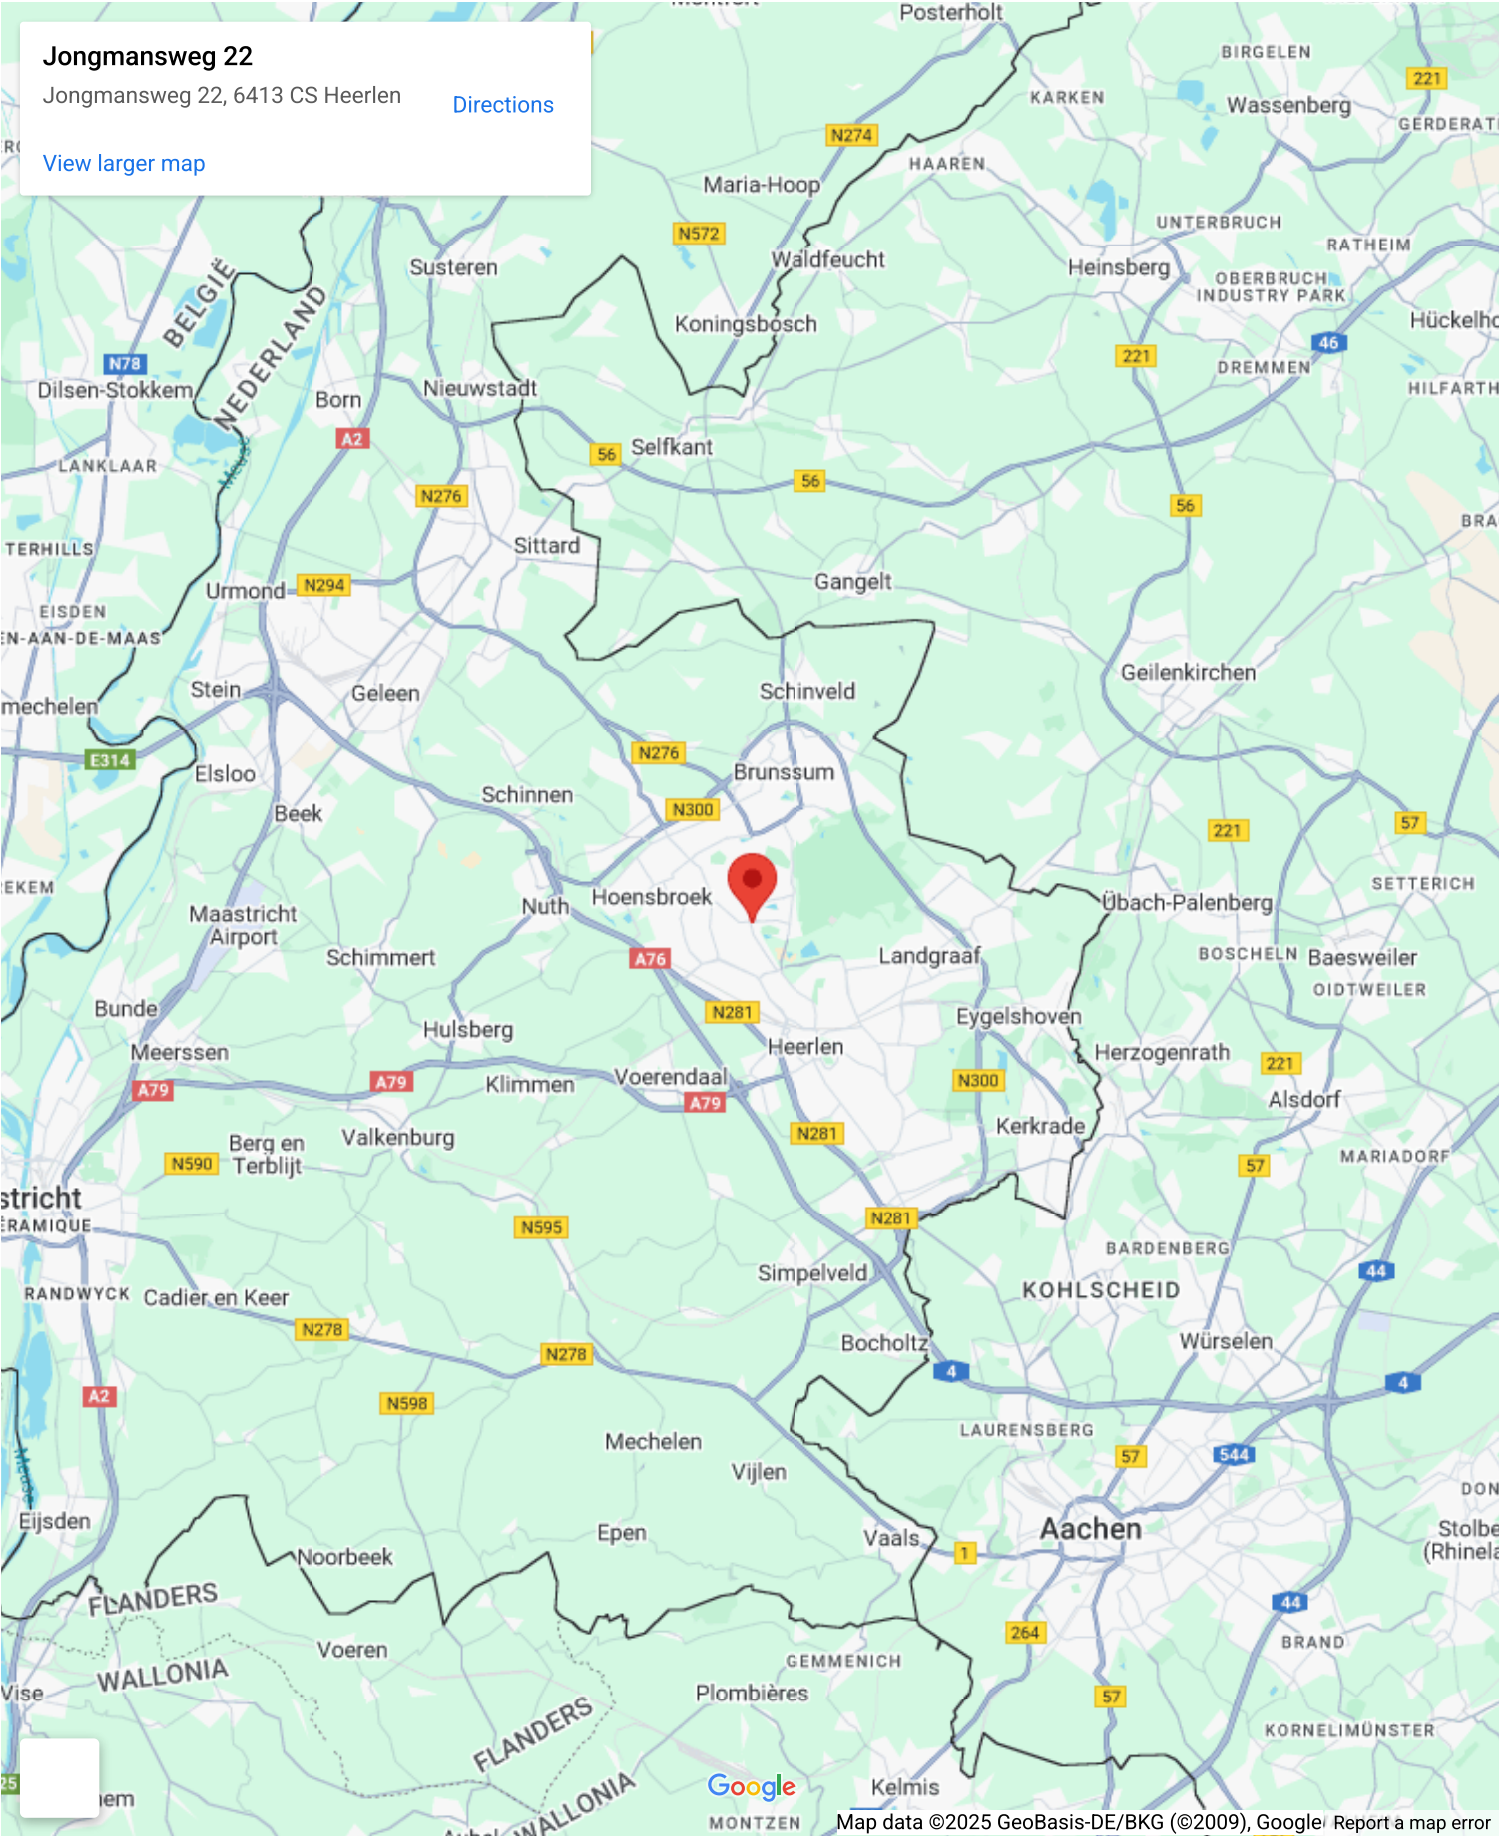 Jongmansweg 22
Jongmansweg 22, 6413 CS Heerlen
Directions
View larger map
Posterholt
BIRGELEN
221
KARKEN
Wassenberg
N274
HAAREN
Maria-Hoop
N572
UNTERBRUCH
Waldfeucht
RATHEIM
Susteren
Heinsberg
OBERBRUCH
INDUSTRY PARK
BELGIË
NEDERLAND
Koningsbosch
46
221
N78
DREMMEN
Dilsen-Stokkem
Nieuwstadt
Born
A2
Selfkant
56
LANKLAAR
Meuse
56
N276
56
TERHILLS
Sittard
Gangelt
Urmond
N294
EISDEN
EN-AAN-DE-MAAS
Geilenkirchen
Stein
Geleen
Schinveld
mechelen
N276
E314
Elsloo
Brunssum
Schinnen
N300
Beek
57
221
SETTERICH
Hoensbroek
Nuth
Übach-Palenberg
Maastricht
Airport
BOSCHELN
Baesweiler
Schimmert
A76
Landgraaf
OIDTWEILER
Bunde
N281
Eygelshoven
Hulsberg
Heerlen
Meerssen
Herzogenrath
221
A79
A79
Klimmen
Voerendaal
N300
A79
Alsdorf
Kerkrade
Valkenburg
N281
Berg en
Terblijt
N590
MARIADORF
57
stricht
N281
N595
BARDENBERG
Simpelveld
44
RANDWYCK
Cadier en Keer
KOHLSCHEID
N278
Bocholtz
Würselen
N278
4
4
A2
N598
LAURENSBERG
Mechelen
57
544
Vijlen
Meuse
Eijsden
Epen
Vaals
Aachen
1
Noorbeek
FLANDERS
44
264
BRAND
Voeren
GEMMENICH
WALLONIA
Vise
Plombières
57
FLANDERS
KORNELIMÜNSTER
WALLONIA
Google
Kelmis
MONTZEN
Map data ©2025 GeoBasis-DE/BKG (©2009), Google
Report a map error